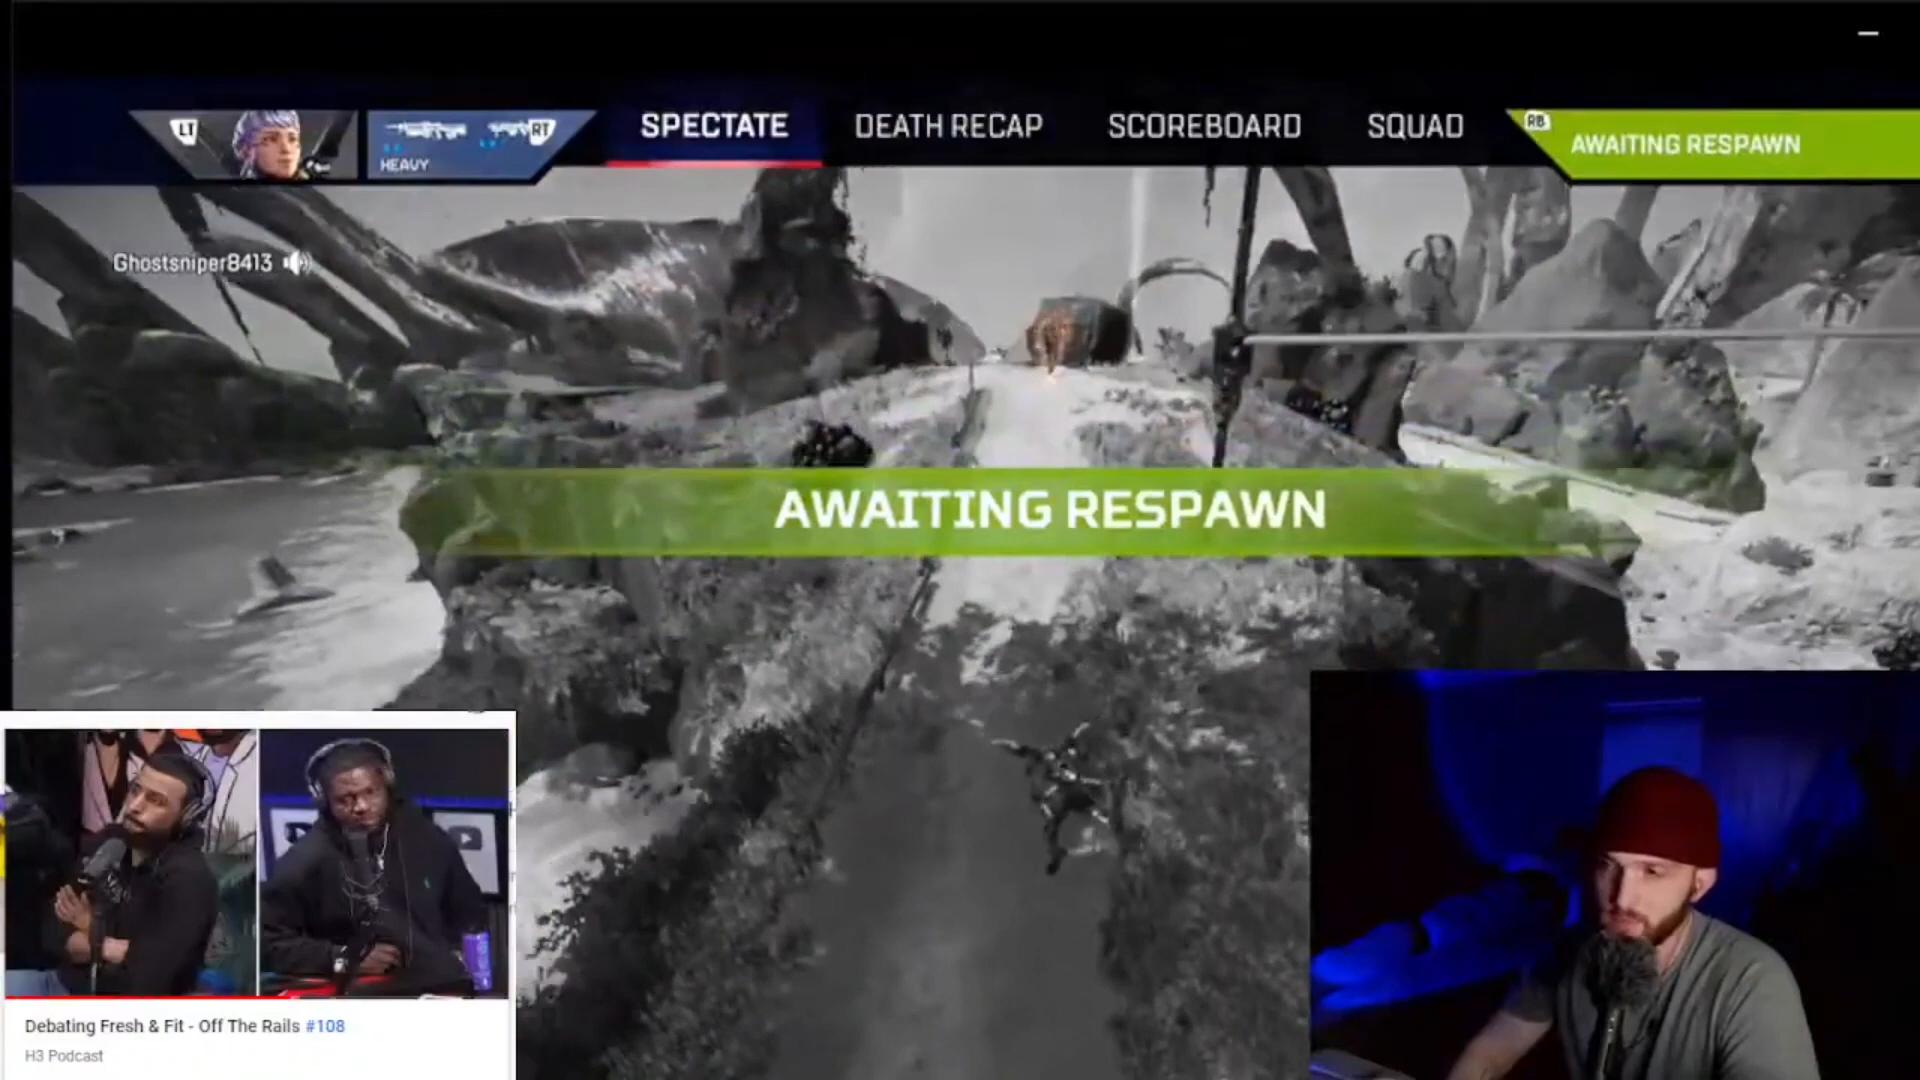 LT
RT
HEAVY
SPECTATE
DEATH RECAP
SCOREBOARD
SQUAD
RB
AWAITING RESPAWN
Ghostsniper8413
AWAITING RESPAWN
Debating Fresh & Fit - Off The Rails #108
H3 Podcast